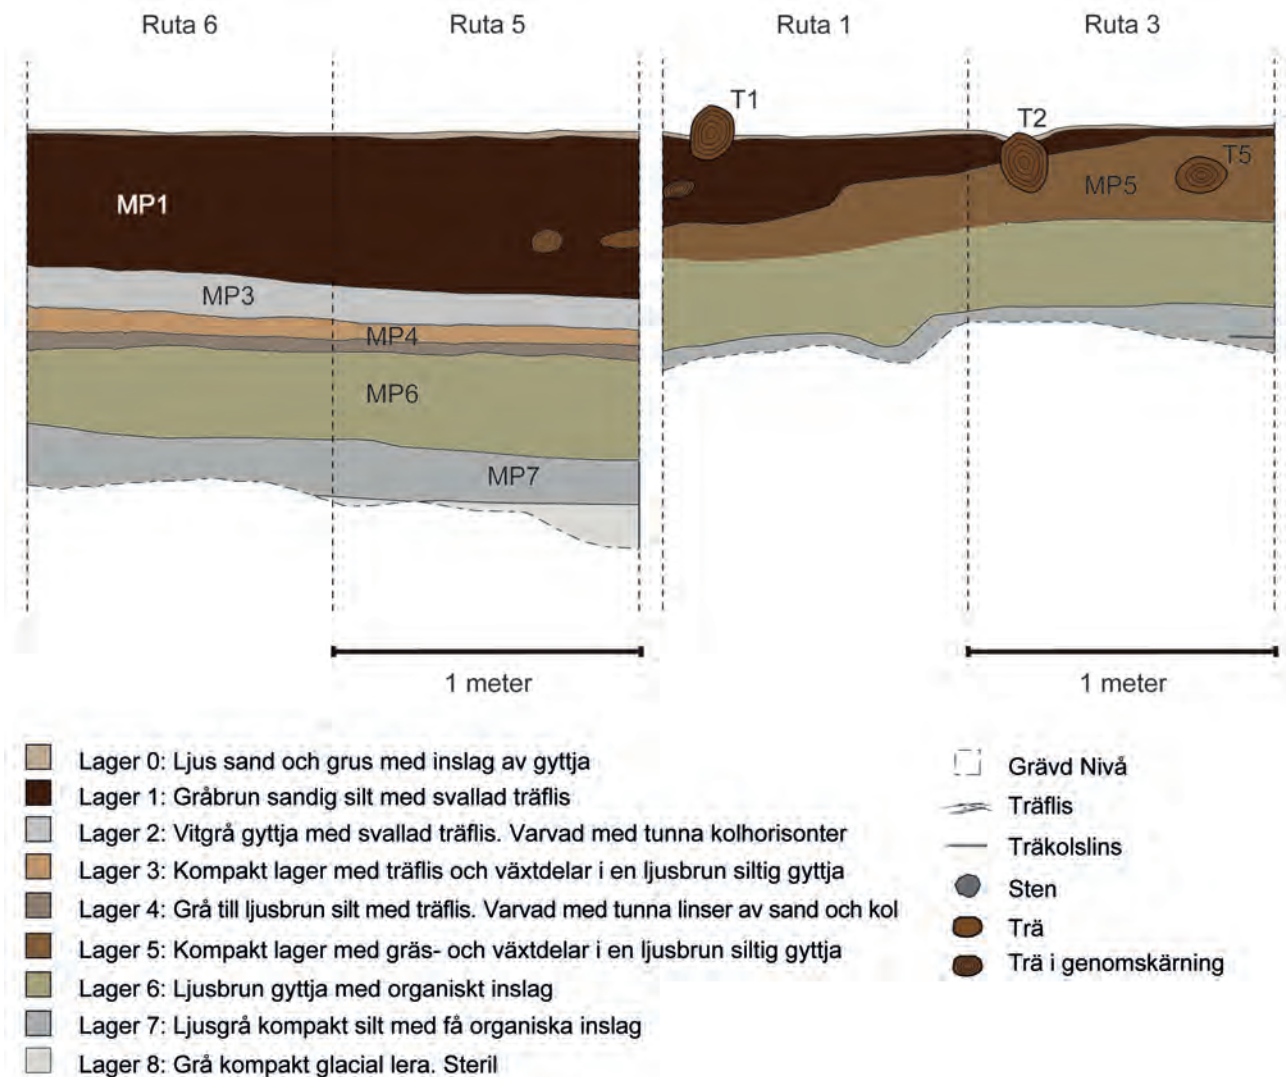 Ruta 6
Ruta 5
Ruta 1
Ruta 3
T1
T2
T5
MP1
MP5
MP3
MP4
MP6
MP7
1 meter
1 meter
Lager 0: Ljus sand och grus med inslag av gyttja
Lager 1: Gråbrun sandig silt med svallad träflis
Lager 2: Vitgrå gyttja med svallad träflis. Varvad med tunna kolhorisonter
Lager 3: Kompakt lager med träflis och växtdelar i en ljusbrun siltig gyttja
Lager 4: Grå till ljusbrun silt med träflis. Varvad med tunna linser av sand och kol
Lager 5: Kompakt lager med gräs- och växtdelar i en ljusbrun siltig gyttja
Lager 6: Ljusbrun gyttja med organiskt inslag
Lager 7: Ljusgrå kompakt silt med få organiska inslag
Lager 8: Grå kompakt glacial lera. Steril
Grävd Nivå
Träflis
Träkolslins
Sten
Trä
Trä i genomskärning